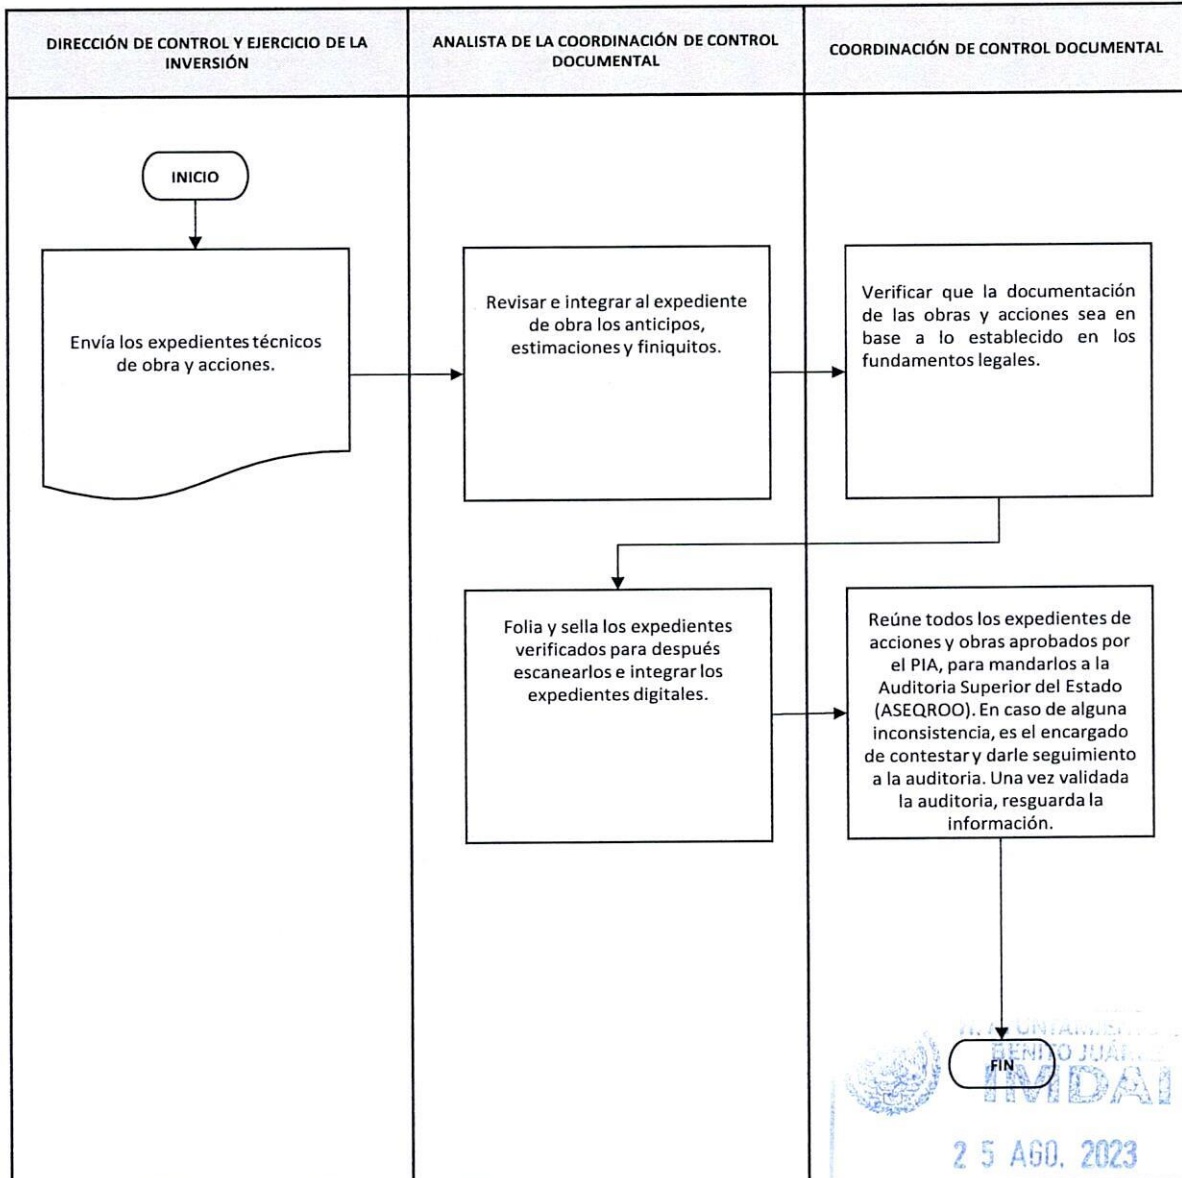 DIRECCIÓN DE CONTROL Y EJERCICIO DE LA
INVERSIÓN
ANALISTA DE LA COORDINACIÓN DE CONTROL
DOCUMENTAL
COORDINACIÓN DE CONTROL DOCUMENTAL
INICIO
Envía los expedientes técnicos
de obra y acciones.
Revisar e integrar al expediente
de obra los anticipos,
estimaciones y finiquitos.
Verificar que la documentación
de las obras y acciones sea en
base a lo establecido en los
fundamentos legales.
Folia y sella los expedientes
verificados para después
escanearlos e integrar los
expedientes digitales.
Reúne todos los expedientes de
acciones y obras aprobados por
el PIA, para mandarlos a la
Auditoria Superior del Estado
(ASEQROO). En caso de alguna
inconsistencia, es el encargado
de contestar y darle seguimiento
a la auditoria. Una vez validada
la auditoria, resguarda la
información.
BENITO
FIN
IMDAI
25 AGO. 2023